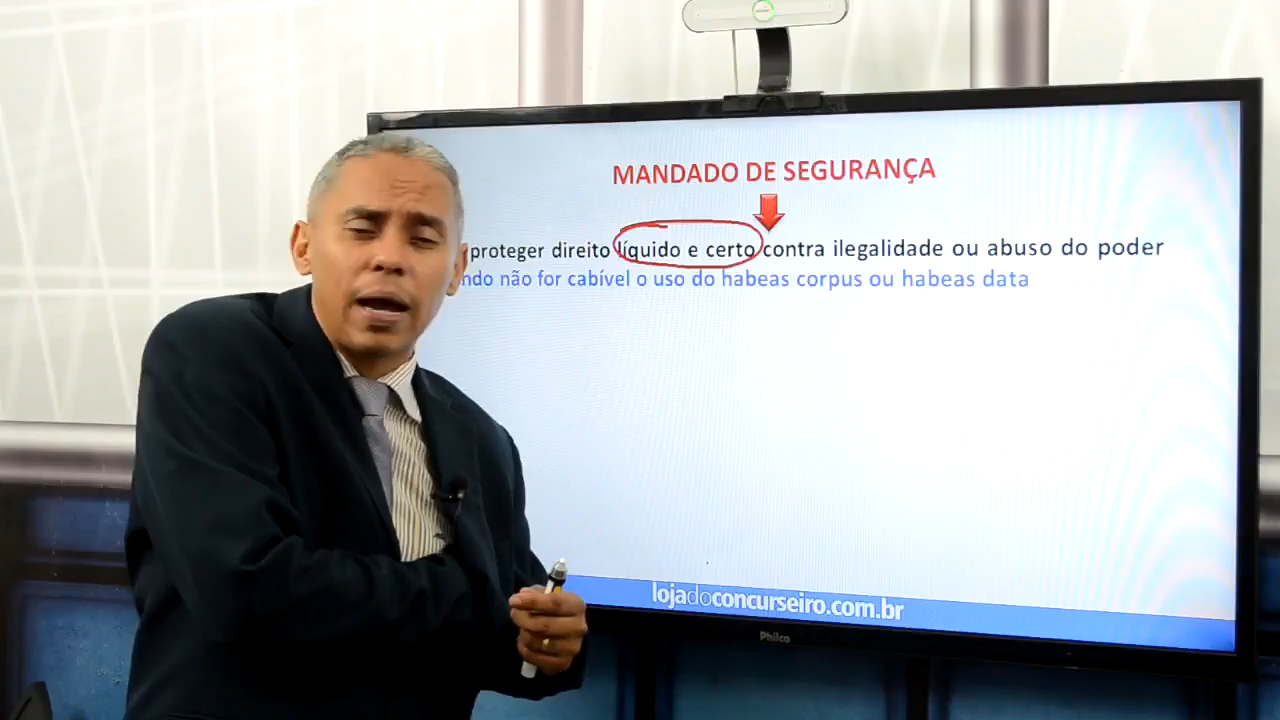 MANDADO DE SEGURANÇA
proteger direito líquido e certo contra ilegalidade ou abuso do poder
ndo não for cabível o uso do habeas corpus ou habeas data
lojadoconcurseiro.com.br
Philco